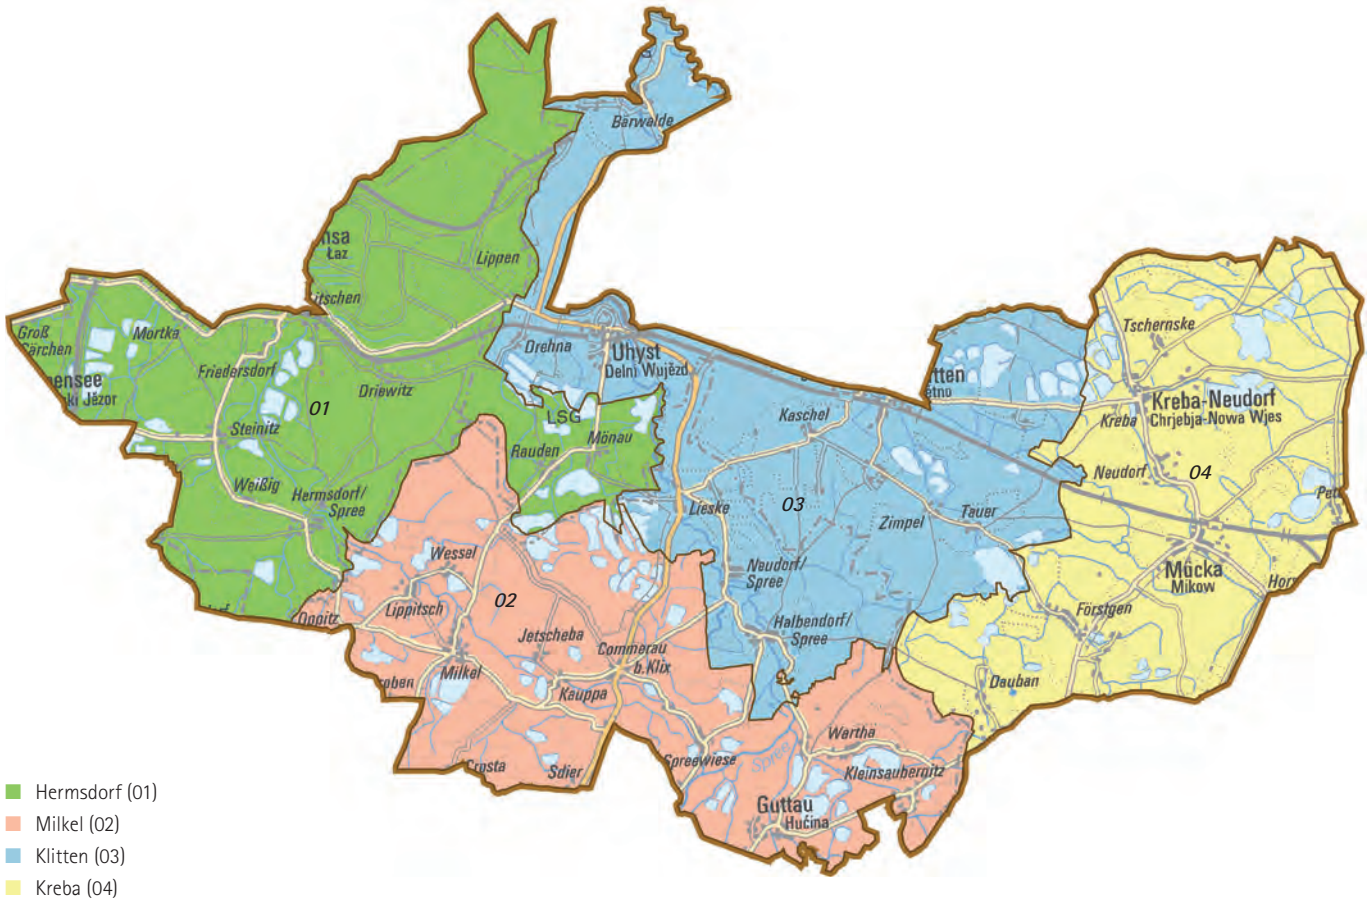 Bärwalde
Łaz
Lippen
Groß
Mortka
Friedersdorf
Driewitz
01
Steinitz
Weißig
Hermsdorf/
Spree
Drehna
Uhyst
Delni Wujězd
LSG
Rauden
Mönau
Kaschel
Lieske
03
Zimpel
Tauer
Neudorf/
Spree
Halbendorf/
Spree
Tschernske
Kreba-Neudorf
Chrjebja-Nowa Wjes
Kreba
Neudorf
04
Mücka
Mikow
Förstgen
Dauban
Wessel
Lippitsch
02
Jetscheba
Commerau
b.Klix
Milkel
Kauppa
Sdier
Spreewiese
Spree
Wartha
Kleinsaubernitz
Guttau
Hućina
Hermsdorf (01)
Milkel (02)
Klitten (03)
Kreba (04)